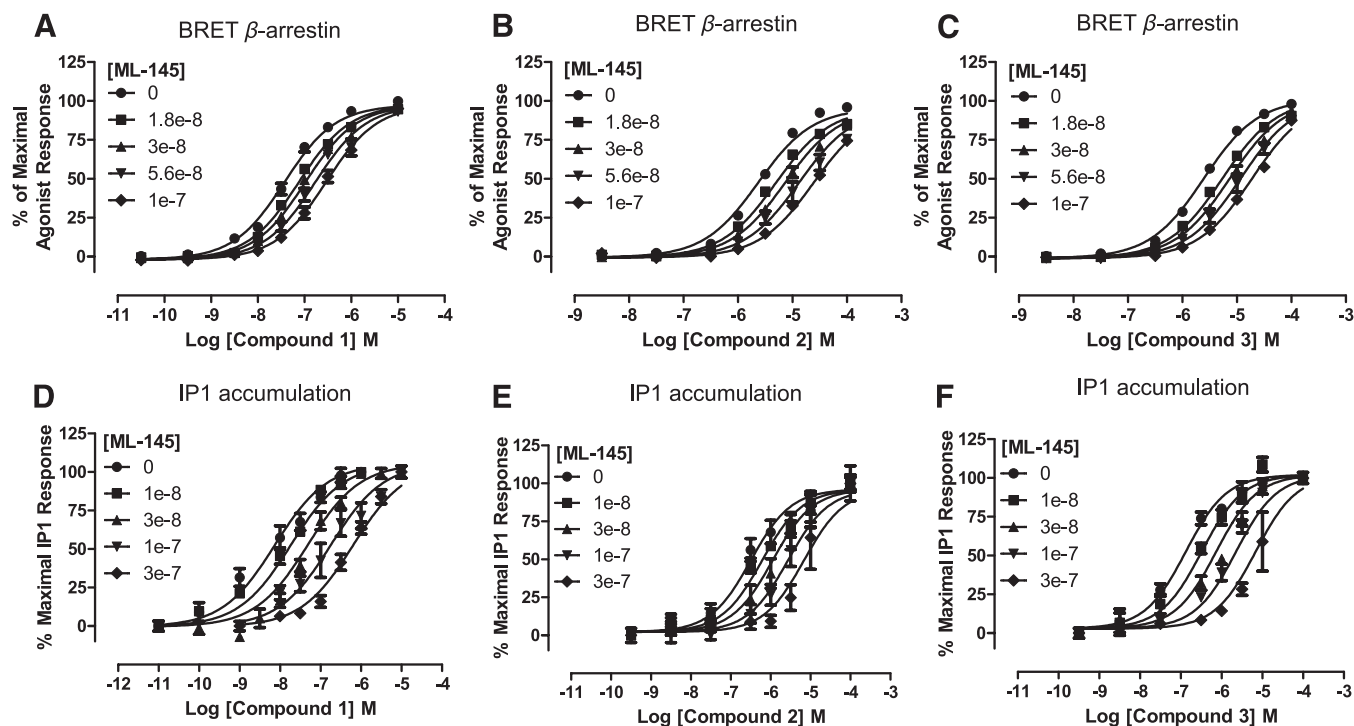 A
BRET β-arrestin
% of Maximal
Agonist Response
125
100
75
50
25
0
[ML-145]
0
1.8e-8
3e-8
5.6e-8
1e-7
-11 -10 -9 -8 -7 -6 -5 -4
Log [Compound 1] M
B
BRET β-arrestin
% of Maximal
Agonist Response
125
100
75
50
25
0
[ML-145]
0
1.8e-8
3e-8
5.6e-8
1e-7
-9 -8 -7 -6 -5 -4 -3
Log [Compound 2] M
C
BRET β-arrestin
% of Maximal
Agonist Response
125
100
75
50
25
0
[ML-145]
0
1.8e-8
3e-8
5.6e-8
1e-7
-9 -8 -7 -6 -5 -4 -3
Log [Compound 3] M
D
IP1 accumulation
% Maximal IP1 Response
125
100
75
50
25
0
[ML-145]
0
1e-8
3e-8
1e-7
3e-7
-12 -11 -10 -9 -8 -7 -6 -5 -4
Log [Compound 1] M
E
IP1 accumulation
% Maximal IP1 Response
125
100
75
50
25
0
[ML-145]
0
1e-8
3e-8
1e-7
3e-7
-11 -10 -9 -8 -7 -6 -5 -4 -3
Log [Compound 2] M
F
IP1 accumulation
% Maximal IP1 Response
125
100
75
50
25
0
[ML-145]
0
1e-8
3e-8
1e-7
3e-7
-11 -10 -9 -8 -7 -6 -5 -4 -3
Log [Compound 3] M